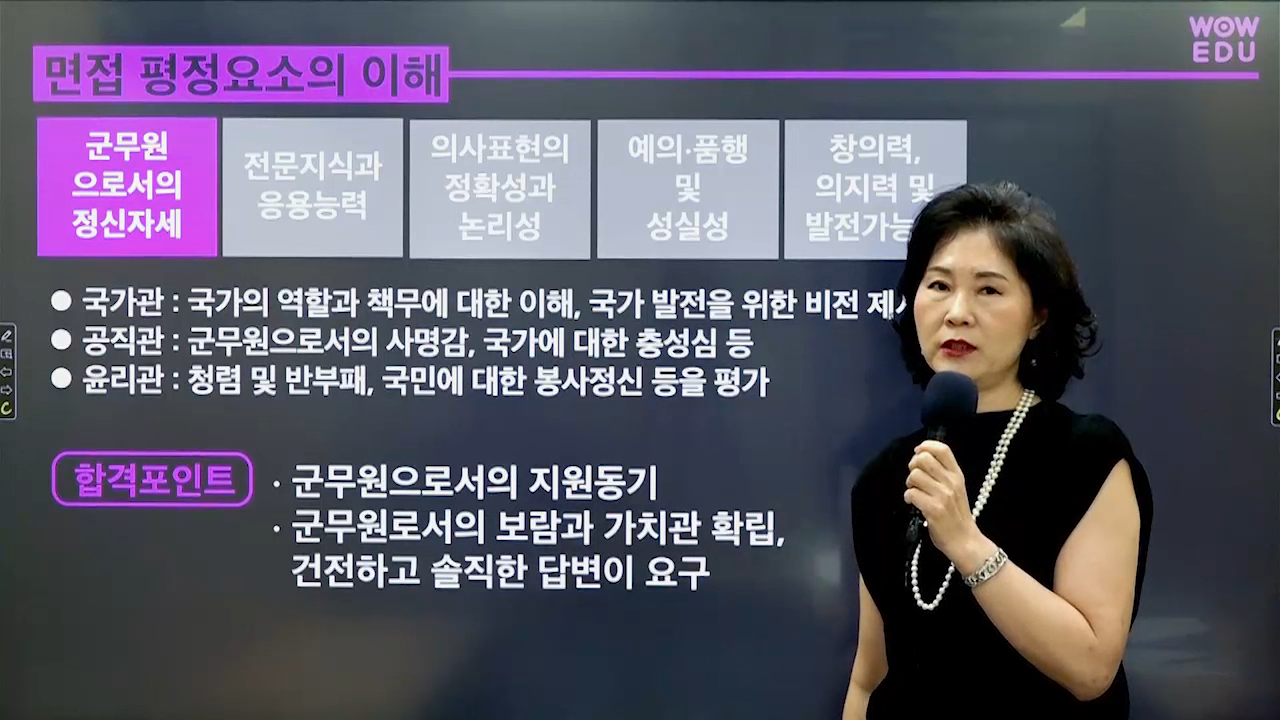 WOW
EDU
면접 평정요소의 이해
군무원
으로서의
정신자세
전문지식과
응용능력
의사표현의
정확성과
논리성
예의·품행
및
성실성
창의력,
의지력 및
● 국가관 : 국가의 역할과 책무에 대한 이해, 국가 발전을 위한 비전
● 공직관 : 군무원으로서의 사명감, 국가에 대한 충성심 등
● 윤리관 : 청렴 및 반부패, 국민에 대한 봉사정신 등을 평가
합격포인트
· 군무원으로서의 지원동기
· 군무원로서의 보람과 가치관 확립,
건전하고 솔직한 답변이 요구